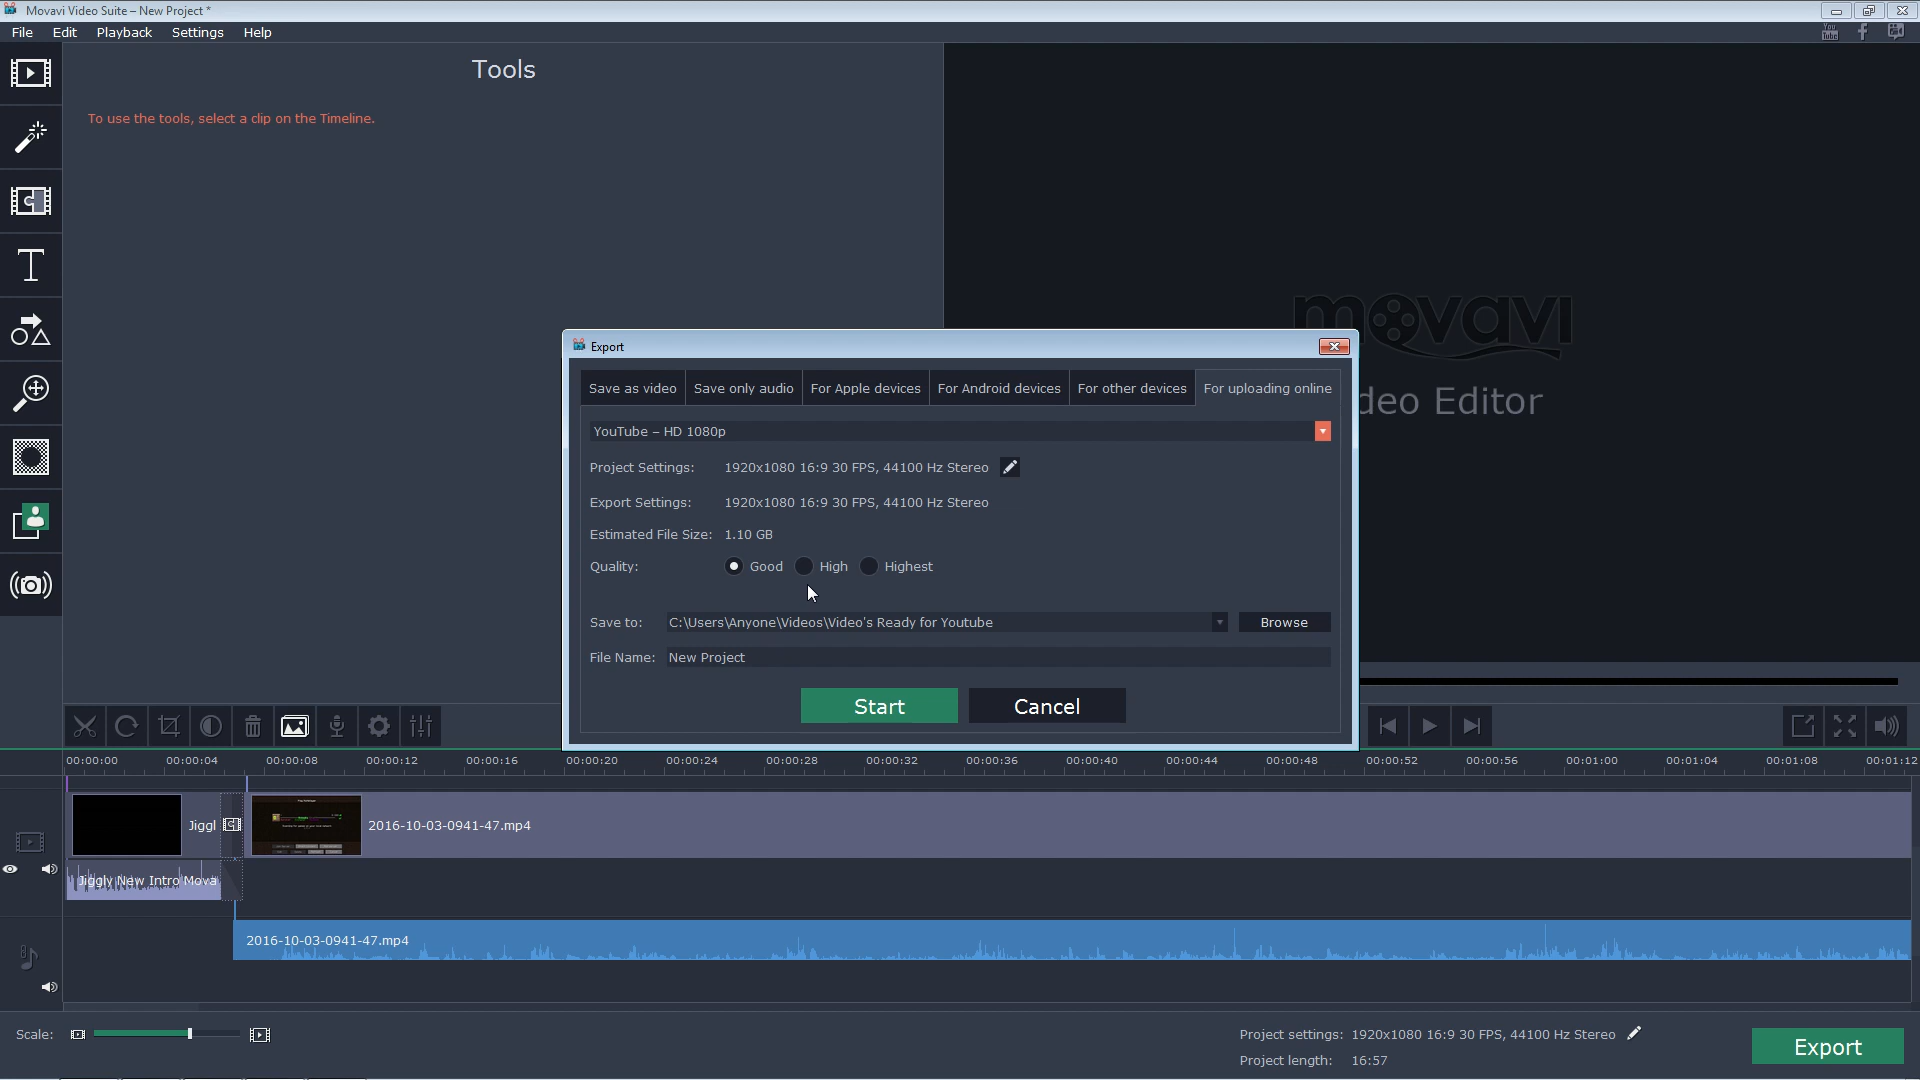 Movavi Video Suite – New Project *
File Edit Playback Settings Help
You
Tube
Tools
To use the tools, select a clip on the Timeline.
movavi
deo Editor
Export
Save as video Save only audio For Apple devices For Android devices For other devices For uploading online
YouTube – HD 1080p
Project Settings: 1920x1080 16:9 30 FPS, 44100 Hz Stereo
Export Settings: 1920x1080 16:9 30 FPS, 44100 Hz Stereo
Estimated File Size: 1.10 GB
Quality: Good High Highest
Save to: C:\Users\Anyone\Videos\Video's Ready for Youtube Browse
File Name: New Project
Start Cancel
00:00:00 00:00:04 00:00:08 00:00:12 00:00:16 00:00:20 00:00:24 00:00:28 00:00:32 00:00:36 00:00:40 00:00:44 00:00:48 00:00:52 00:00:56 00:01:00 00:01:04 00:01:08 00:01:12
Jiggl 2016-10-03-0941-47.mp4
Jiggly New Intro Mova
2016-10-03-0941-47.mp4
Scale:
Project settings: 1920x1080 16:9 30 FPS, 44100 Hz Stereo
Project length: 16:57
Export